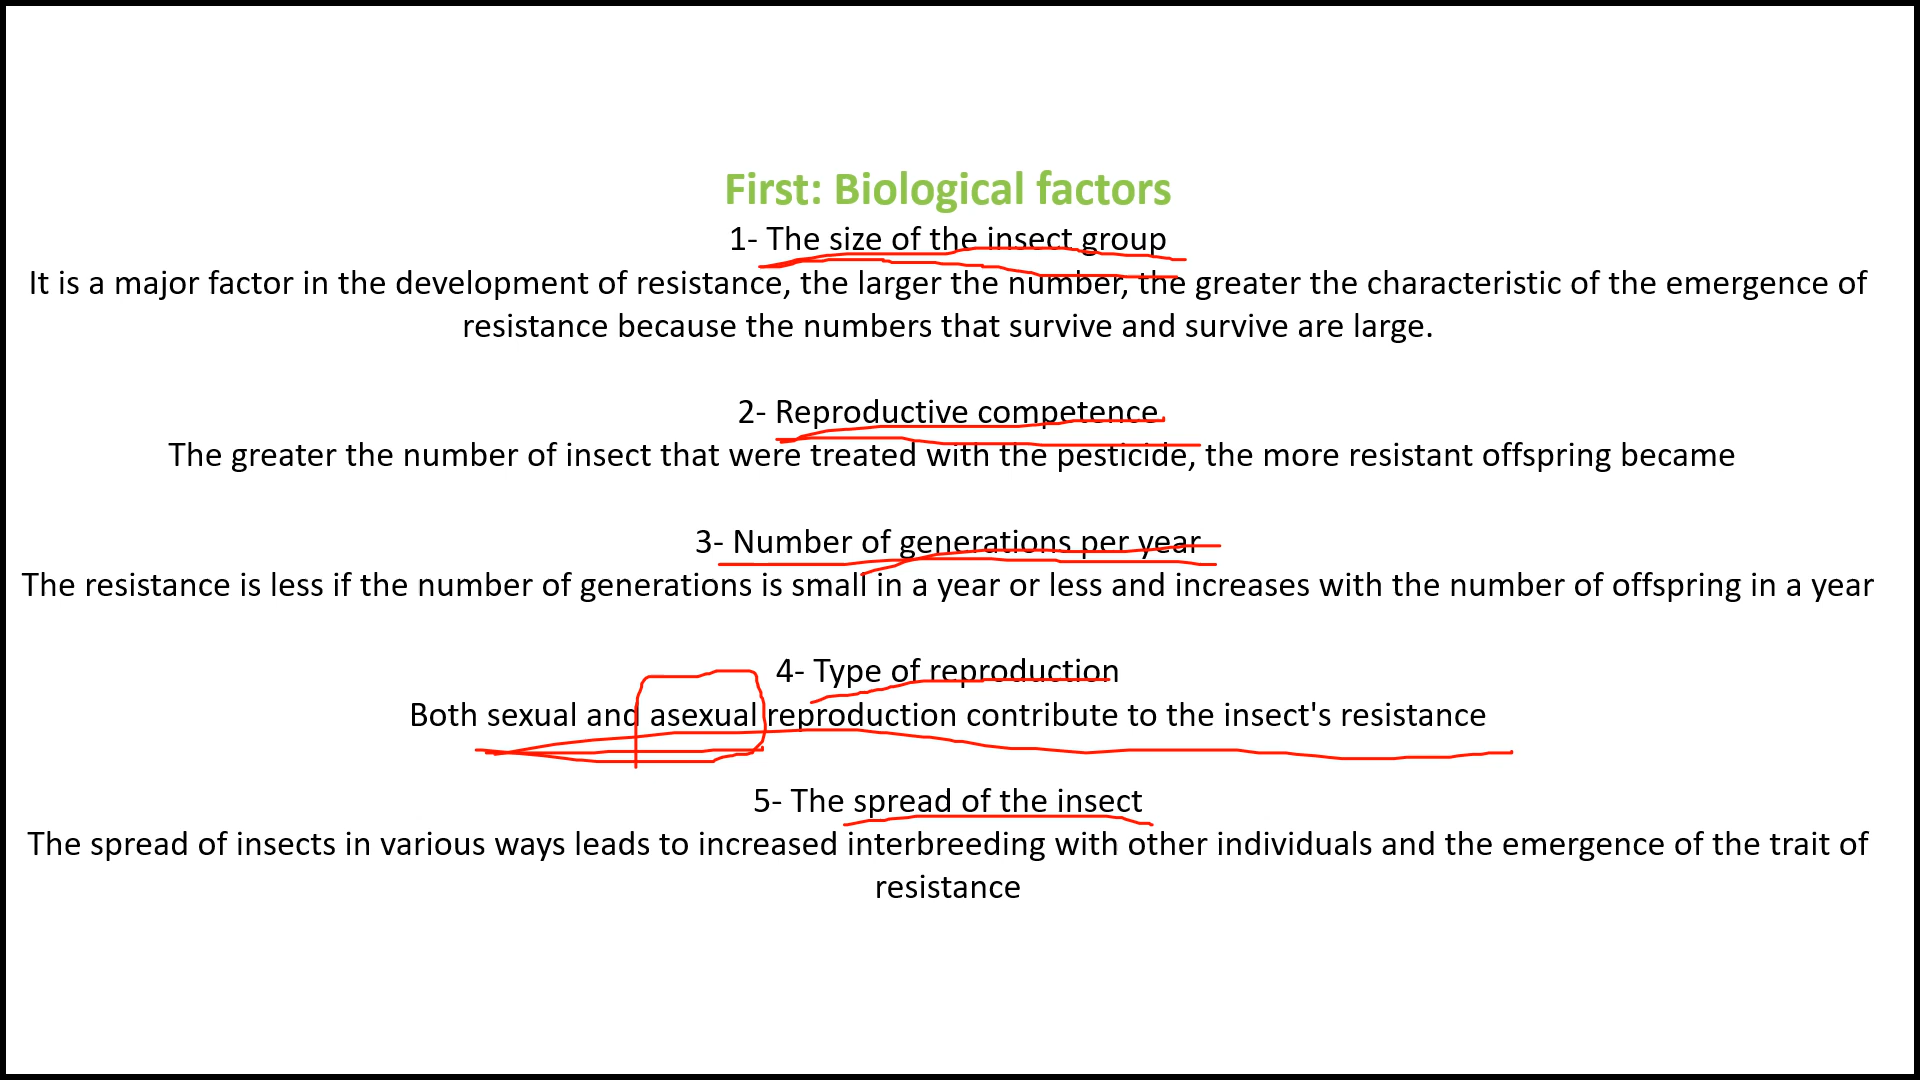 First: Biological factors
1- The size of the insect group
It is a major factor in the development of resistance, the larger the number, the greater the characteristic of the emergence of
resistance because the numbers that survive and survive are large.
2- Reproductive competence.
The greater the number of insect that were treated with the pesticide, the more resistant offspring became
3- Number of generations per year
The resistance is less if the number of generations is small in a year or less and increases with the number of offspring in a year
4- Type of reproduction
Both sexual and asexual reproduction contribute to the insect's resistance
5- The spread of the insect
The spread of insects in various ways leads to increased interbreeding with other individuals and the emergence of the trait of
resistance